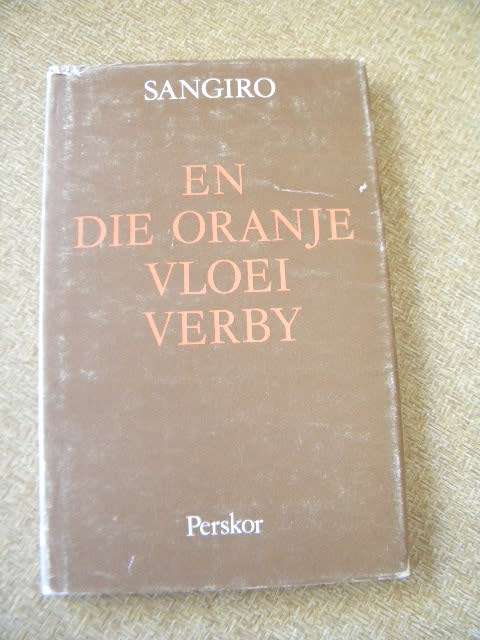 SANGIRO
EN
DIE ORANJE
VLOEI
VERBY
Perskor